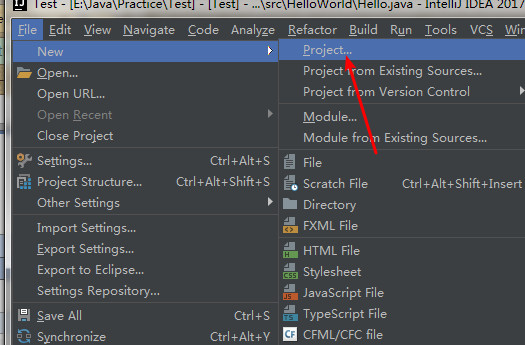 Test - [E:\Java\Practice\Test] - [Test] - ...\src\HelloWorld\Hello.java - IntelliJ IDEA 2017
File Edit View Navigate Code Analyze Refactor Build Run Tools VCS Win
New
Open...
Open URL...
Open Recent
Close Project
Settings... Ctrl+Alt+S
Project Structure... Ctrl+Alt+Shift+S
Other Settings
Import Settings...
Export Settings...
Export to Eclipse...
Settings Repository...
Save All Ctrl+S
Synchronize Ctrl+Alt+Y
Project...
Project from Existing Sources...
Project from Version Control
Module...
Module from Existing Sources...
File
Scratch File Ctrl+Alt+Shift+Insert
Directory
FXML File
HTML File
Stylesheet
JavaScript File
TypeScript File
CFML/CFC file